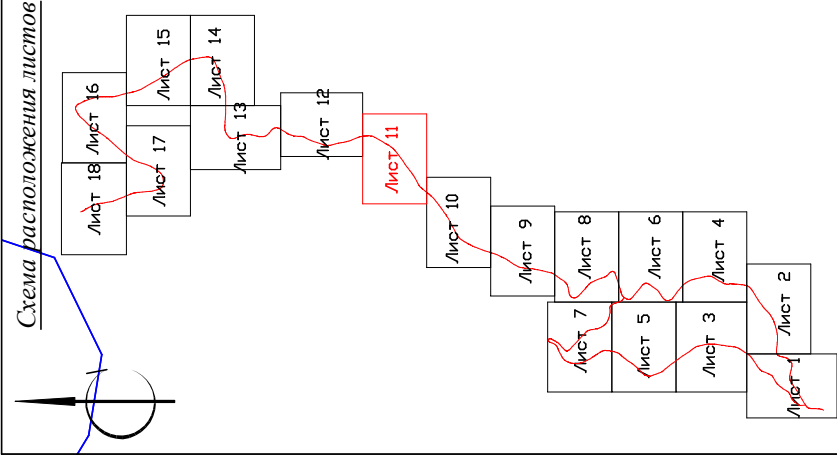 Схема расположения листов
Лист 1
Лист 2
Лист 3
Лист 4
Лист 5
Лист 6
Лист 7
Лист 8
Лист 9
Лист 10
Лист 11
Лист 12
Лист 13
Лист 14
Лист 15
Лист 16
Лист 17
Лист 18